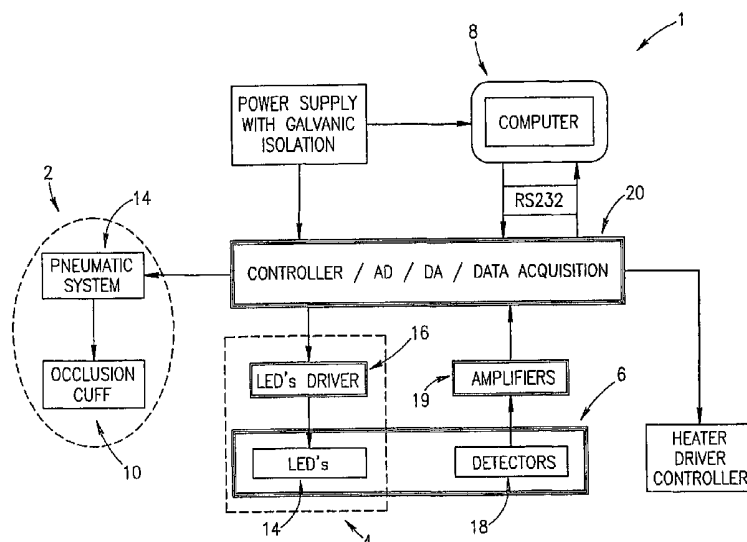 1
8
POWER SUPPLY
WITH GALVANIC
ISOLATION
COMPUTER
2
14
RS232
20
PNEUMATIC
SYSTEM
CONTROLLER / AD / DA / DATA ACQUISITION
16
OCCLUSION
CUFF
LED's DRIVER
AMPLIFIERS
19
6
10
LED's
DETECTORS
HEATER
DRIVER
CONTROLLER
14
18
4